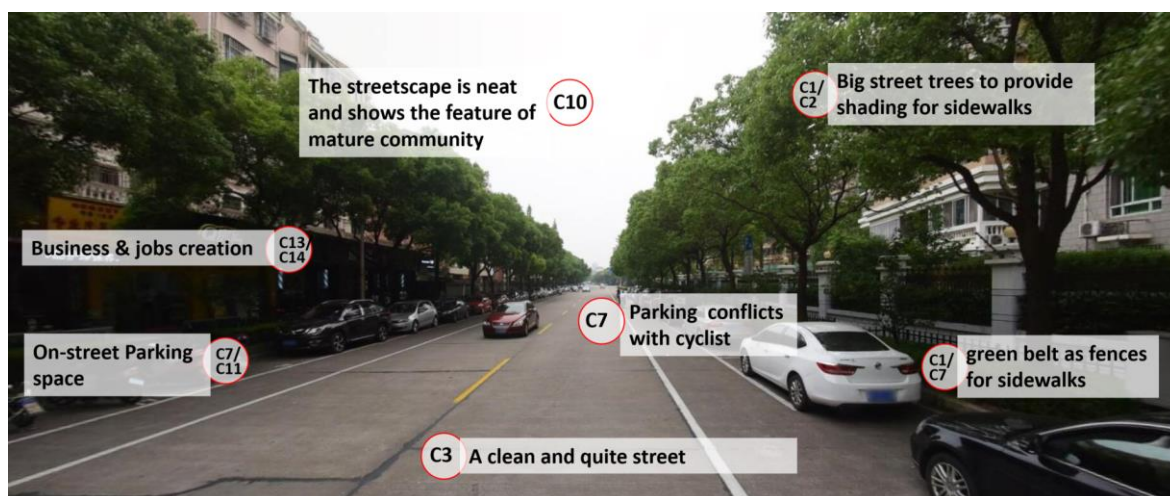 The streetscape is neat
and shows the feature of
mature community
C10
C1/
C2
Big street trees to provide
shading for sidewalks
Business & jobs creation
C13/
C14
C7
Parking conflicts
with cyclist
On-street Parking
space
C7/
C11
C1/
C7
green belt as fences
for sidewalks
C3
A clean and quite street